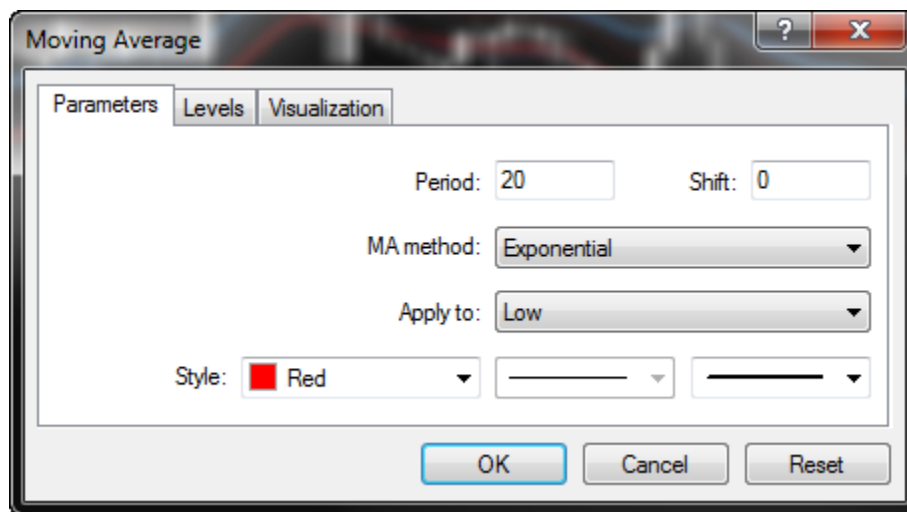 Moving Average
?
X
Parameters Levels Visualization
Period: 20 Shift: 0
MA method: Exponential
Apply to: Low
Style: Red
OK Cancel Reset